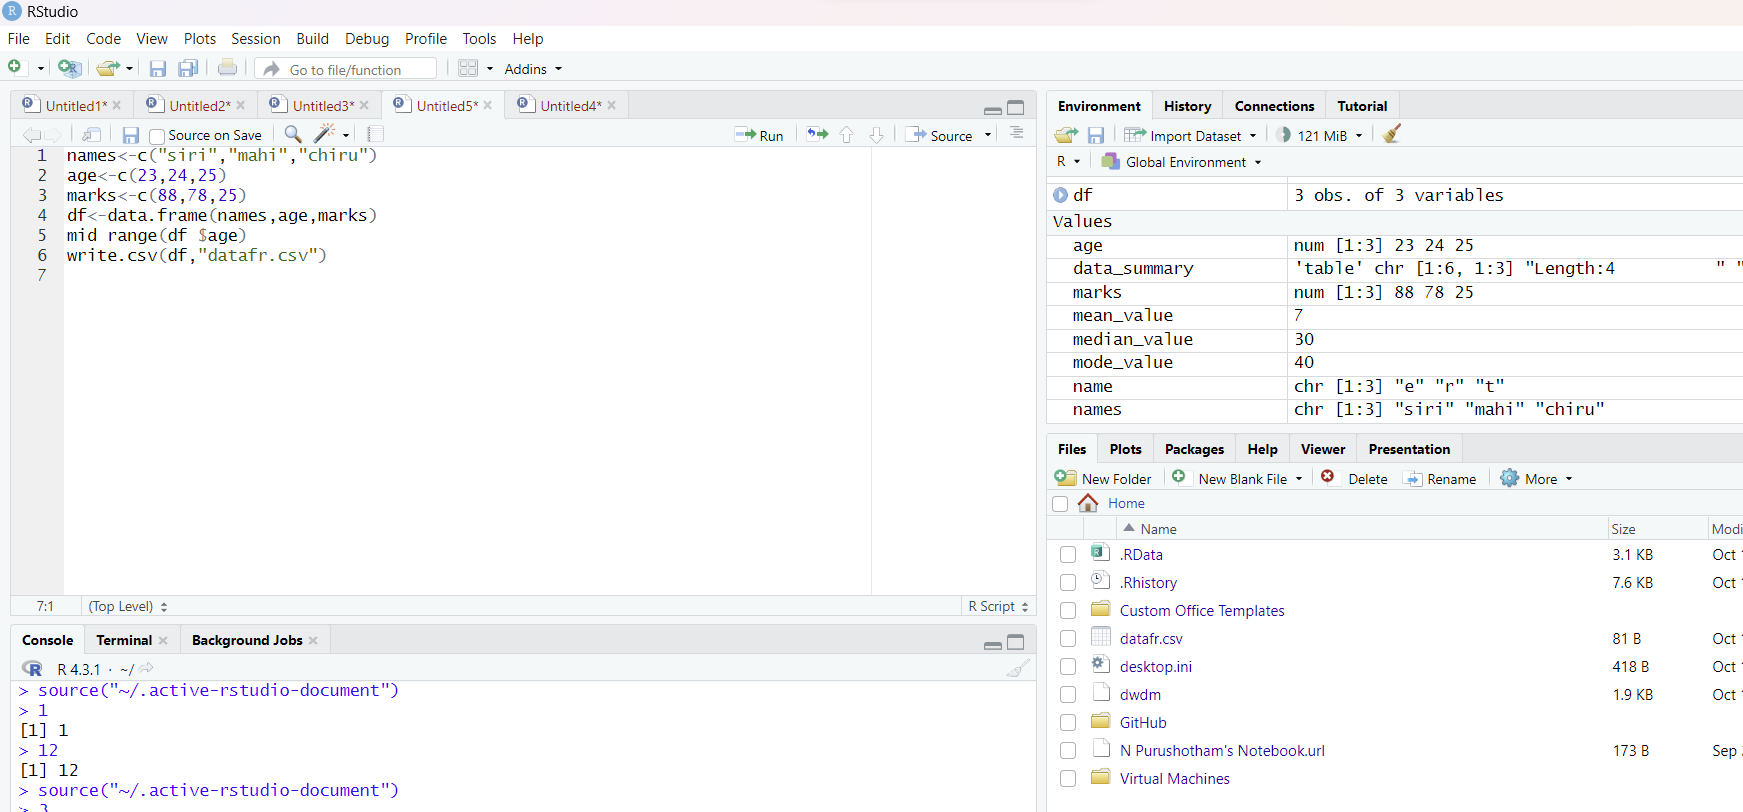 RStudio
File Edit Code View Plots Session Build Debug Profile Tools Help
Go to file/function Addins
Untitled1* Untitled2* Untitled3* Untitled5* Untitled4*
Source on Save Run Source
1 names<-c("siri","mahi","chiru")
2 age<-c(23,24,25)
3 marks<-c(88,78,25)
4 df<-data.frame(names,age,marks)
5 mid range(df $age)
6 write.csv(df,"datafr.csv")
7
7:1 (Top Level) R Script
Console Terminal Background Jobs
R 4.3.1 · ~/
> source("~/.active-rstudio-document")
> 1
[1] 1
> 12
[1] 12
> source("~/.active-rstudio-document")
> 3
Environment History Connections Tutorial
Import Dataset 121 MiB
R Global Environment
df 3 obs. of 3 variables
Values
age num [1:3] 23 24 25
data_summary 'table' chr [1:6, 1:3] "Length:4 " "
marks num [1:3] 88 78 25
mean_value 7
median_value 30
mode_value 40
name chr [1:3] "e" "r" "t"
names chr [1:3] "siri" "mahi" "chiru"
Files Plots Packages Help Viewer Presentation
New Folder New Blank File Delete Rename More
Home
Name Size Modi
.RData 3.1 KB Oct
.Rhistory 7.6 KB Oct
Custom Office Templates
datafr.csv 81 B Oct
desktop.ini 418 B Oct
dwdm 1.9 KB Oct
GitHub
N Purushotham's Notebook.url 173 B Sep
Virtual Machines